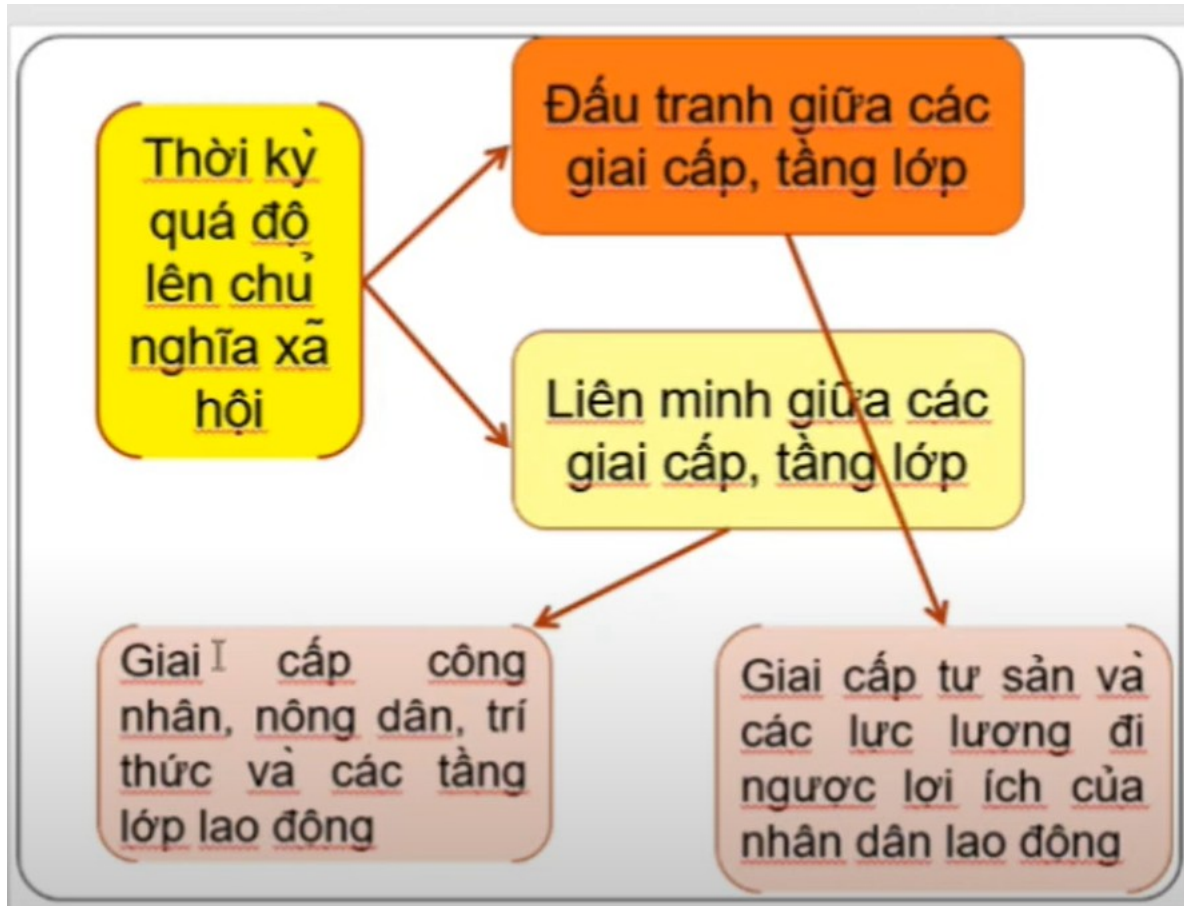 Thời kỳ
quá độ
lên chủ
nghĩa xã
hội
Đấu tranh giữa các
giai cấp, tầng lớp
Liên minh giữa các
giai cấp, tầng lớp
Giai cấp công
nhân, nông dân, trí
thức và các tầng
lớp lao động
Giai cấp tư sản và
các lực lượng đi
ngược lợi ích của
nhân dân lao động